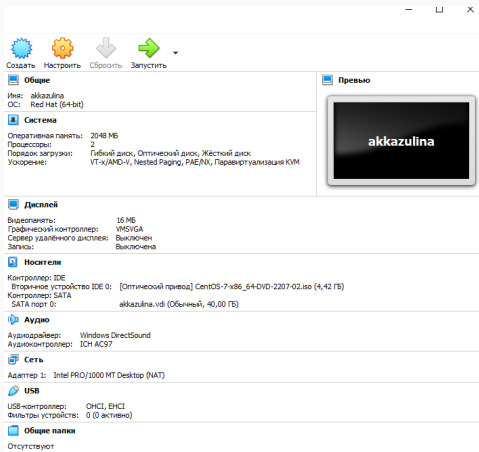 Создать Настроить Сбросить Запустить
Общие
Имя: akkazulina
ОС: Red Hat (64-bit)
Превью
akkazulina
Система
Оперативная память: 2048 МБ
Процессоры: 2
Порядок загрузки: Гибкий диск, Оптический диск, Жёсткий диск
Ускорение: VT-x/AMD-V, Nested Paging, PAE/NX, Паравиртуализация KVM
Дисплей
Видеопамять: 16 МБ
Графический контроллер: VMSVGA
Сервер удалённого дисплея: Выключен
Запись: Выключена
Носители
Контроллер: IDE
Вторичное устройство IDE 0: [Оптический привод] CentOS-7-x86_64-DVD-2207-02.iso (4,42 ГБ)
Контроллер: SATA
SATA порт 0: akkazulina.vdi (Обычный, 40,00 ГБ)
Аудио
Аудиодрайвер: Windows DirectSound
Аудиоконтроллер: ICH AC97
Сеть
Адаптер 1: Intel PRO/1000 MT Desktop (NAT)
USB
USB-контроллер: OHCI, EHCI
Фильтры устройств: 0 (0 активно)
Общие папки
Отсутствуют